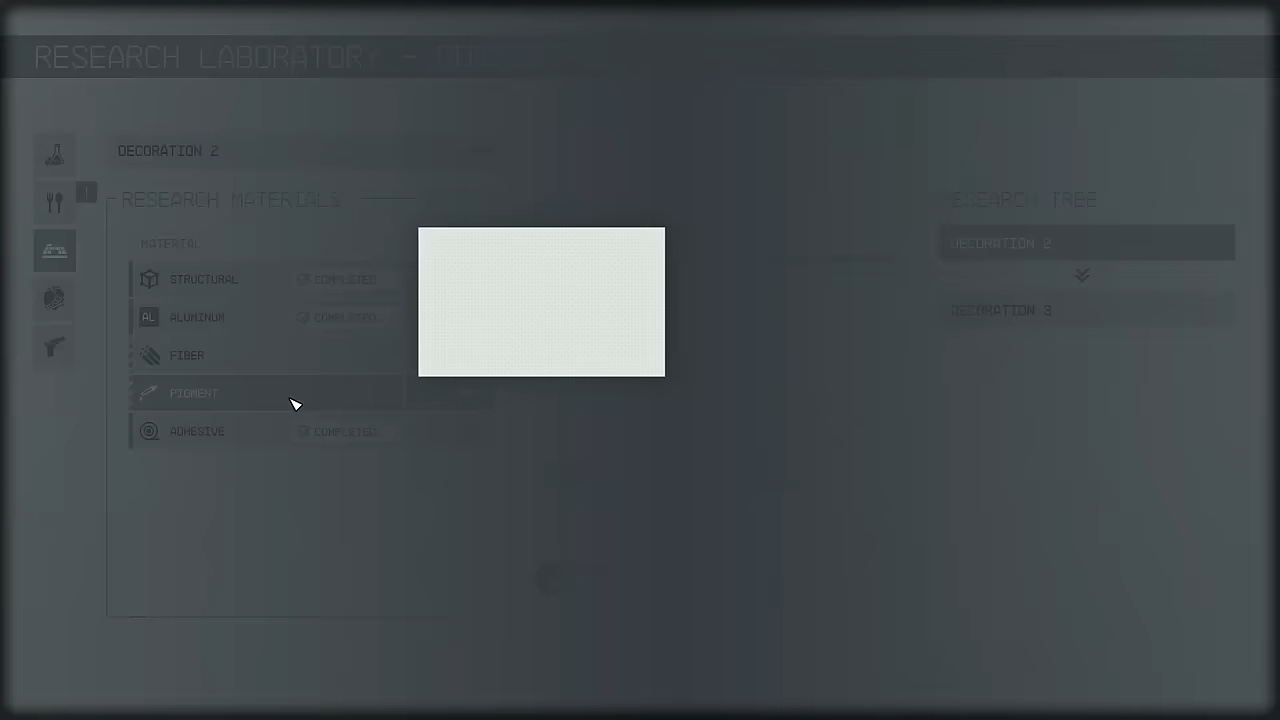 RESEARCH LABORATORY -
DECORATION 2
RESEARCH MATERIALS
MATERIAL
STRUCTURAL COMPLETED
AL ALUMINUM COMPLETED
FIBER
PIGMENT
ADHESIVE COMPLETED
RESEARCH TREE
DECORATION 2
DECORATION 3